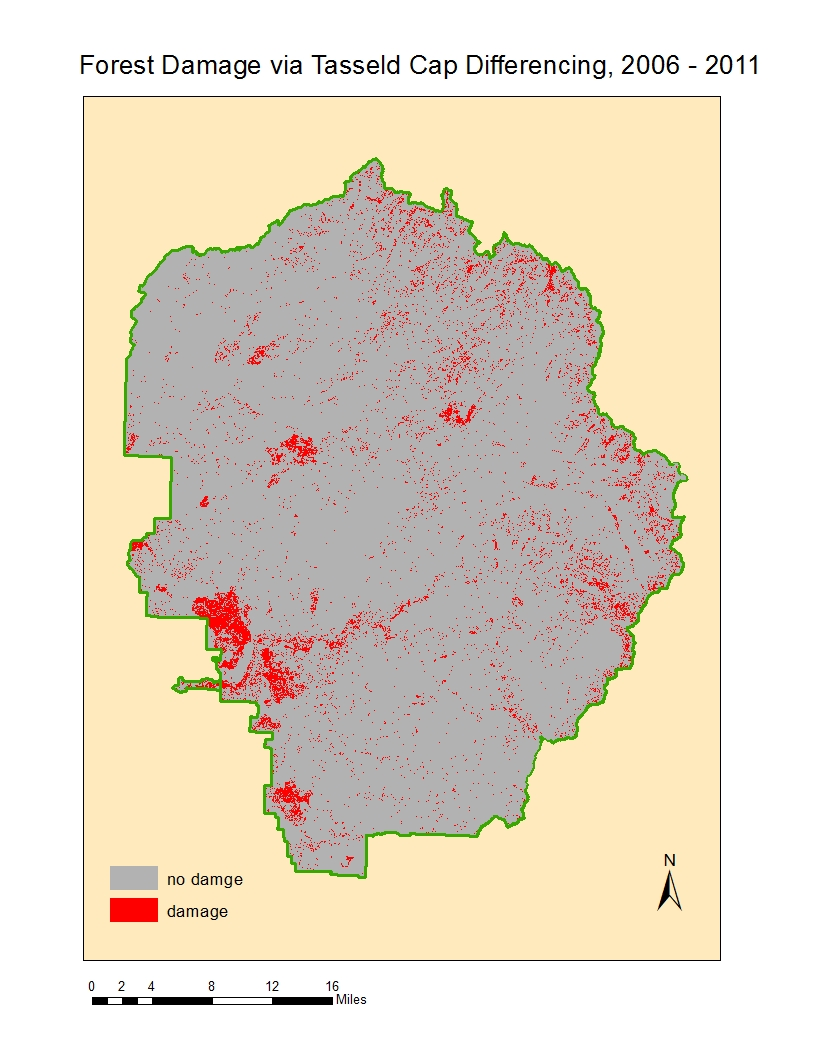 Forest Damage via Tasseld Cap Differencing, 2006 - 2011
no damge
damage
N
0 2 4 8 12 16
Miles